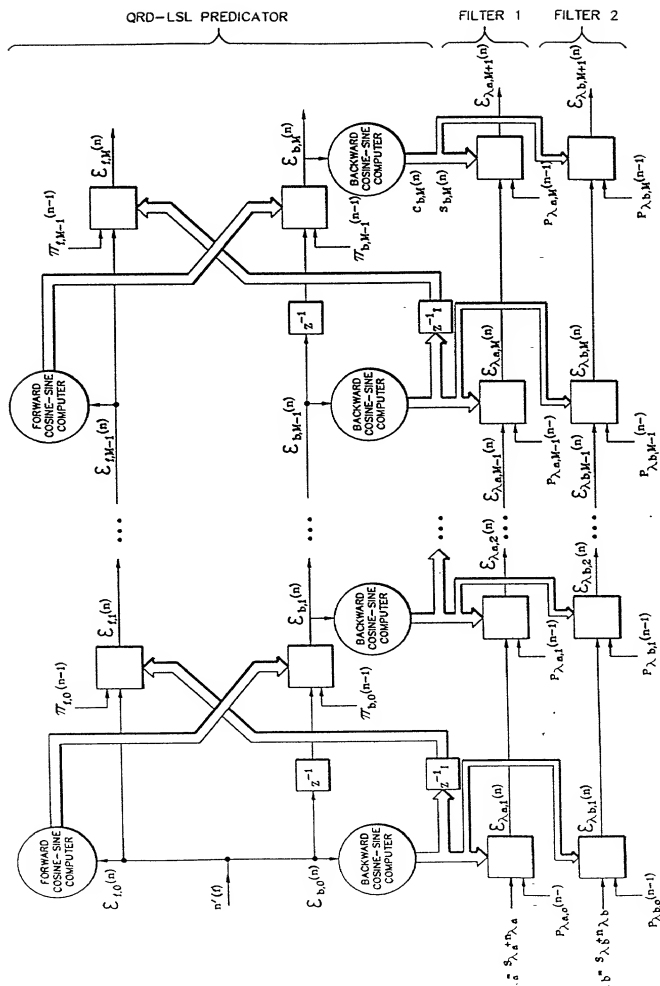 QRD-LSL PREDICATOR
FILTER 1
FILTER 2
ε_{f,M}(n)
ε_{b,M}(n)
BACKWARD
COSINE-SINE
COMPUTER
ε_{λa,M+1}(n)
ε_{λb,M+1}(n)
c_{b,M}(n)
s_{b,M}(n)
π_{f,M-1}(n-1)
π_{b,M-1}(n-1)
P_{λa,M}(n-1)
P_{λb,M}(n-1)
z^{-1}
z^{-1}I
FORWARD
COSINE-SINE
COMPUTER
ε_{f,M-1}(n)
ε_{b,M-1}(n)
BACKWARD
COSINE-SINE
COMPUTER
ε_{λa,M}(n)
ε_{λb,M}(n)
P_{λa,M-1}(n-)
P_{λb,M-1}(n-)
ε_{λa,M-1}(n)
ε_{λb,M-1}(n)
...
...
...
...
...
ε_{λa,2}(n)
ε_{λb,2}(n)
ε_{f,1}(n)
ε_{b,1}(n)
BACKWARD
COSINE-SINE
COMPUTER
π_{f,0}(n-1)
π_{b,0}(n-1)
P_{λa,1}(n-1)
P_{λb,1}(n-1)
z^{-1}
z^{-1}I
FORWARD
COSINE-SINE
COMPUTER
ε_{f,0}(n)
n'(t)
ε_{b,0}(n)
BACKWARD
COSINE-SINE
COMPUTER
ε_{λa,1}(n)
ε_{λb,1}(n)
P_{λa,0}(n-)
P_{λb,0}(n-)
a = s_{λa}+n_{λa}
b = s_{λb}+n_{λb}